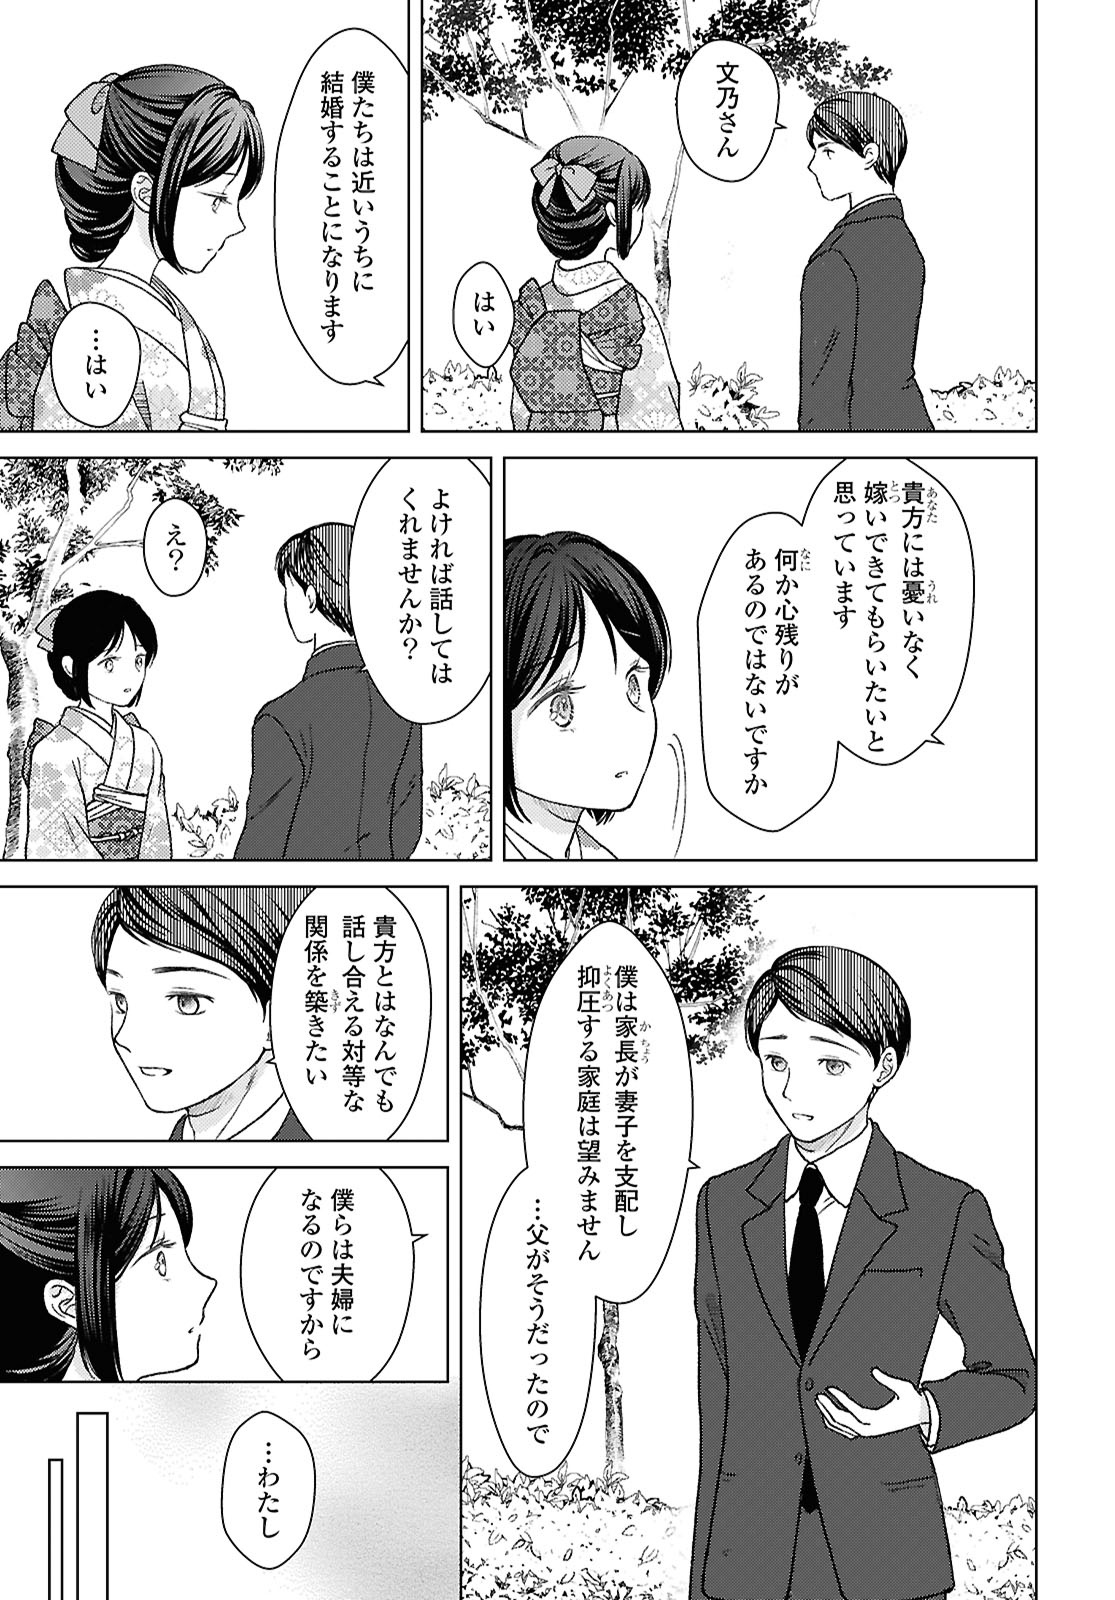 文乃さん
はい
僕たちは近いうちに
結婚することになります
…はい
貴方には憂いなく
嫁いできてもらいたいと
思っています
何か心残りが
あるのではないですか
よければ話しては
くれませんか？
え？
僕は家長が妻子を支配し
抑圧する家庭は望みません
…父がそうだったので
貴方とはなんでも
話し合える対等な
関係を築きたい
僕らは夫婦に
なるのですから
…わたし